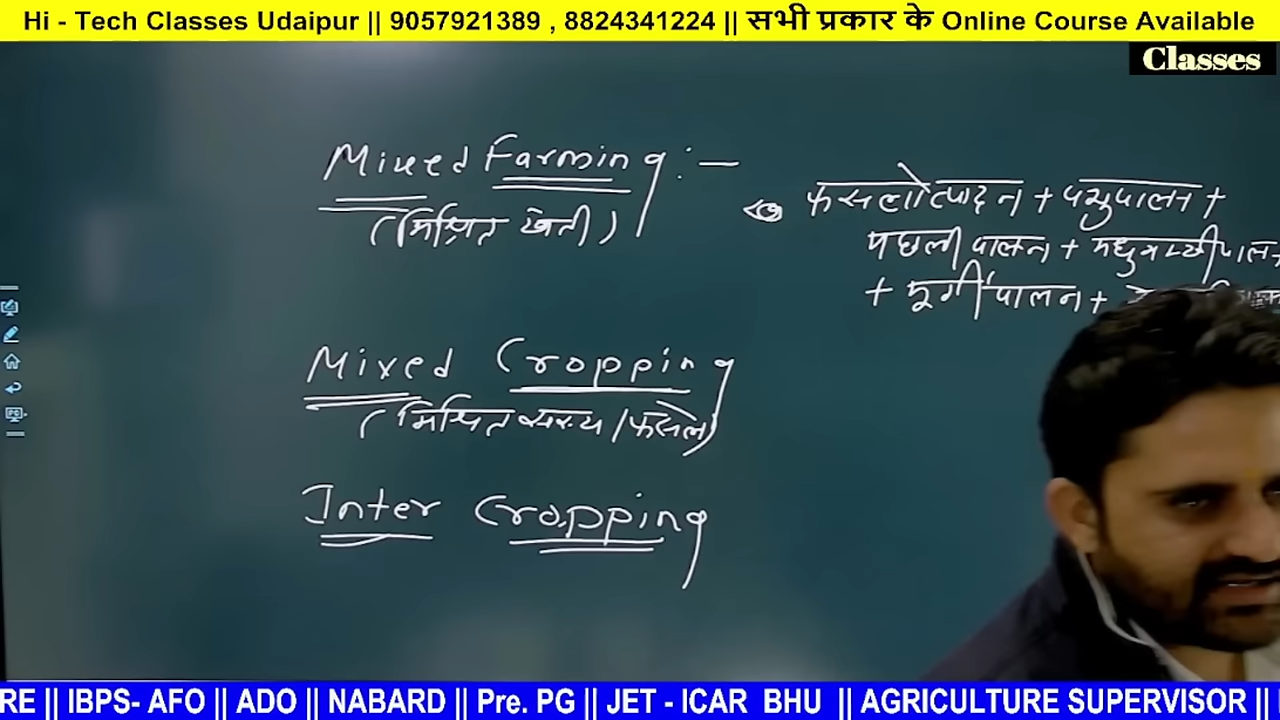 Hi - Tech Classes Udaipur || 9057921389 , 8824341224 || सभी प्रकार के Online Course Available
Classes
Mixed Farming :-
(मिश्रित खेती)
फसलोत्पादन + पशुपालन +
मछली पालन + मधुमक्खीपालन
+ मुर्गीपालन +
Mixed Cropping
(मिश्रित सस्य / फसले)
Inter Cropping
RE || IBPS- AFO || ADO || NABARD || Pre. PG || JET - ICAR BHU || AGRICULTURE SUPERVISOR ||